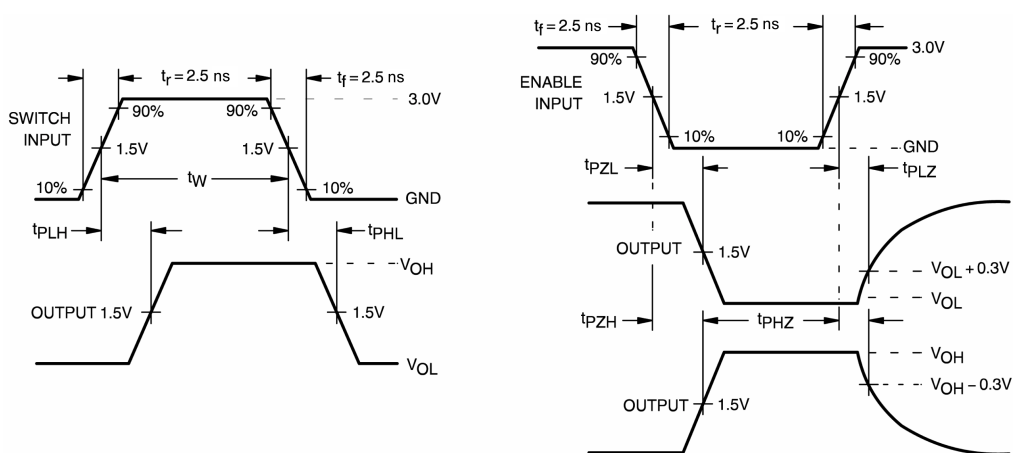 tr = 2.5 ns
tf = 2.5 ns
90%
90%
3.0V
SWITCH
INPUT
1.5V
1.5V
10%
tW
10%
GND
tPLH
tPHL
VOH
OUTPUT 1.5V
1.5V
VOL
tf = 2.5 ns
tr = 2.5 ns
3.0V
90%
90%
ENABLE
INPUT
1.5V
1.5V
10%
10%
GND
tPZL
tPLZ
OUTPUT
1.5V
VOL + 0.3V
VOL
tPZH
tPHZ
VOH
VOH – 0.3V
OUTPUT
1.5V